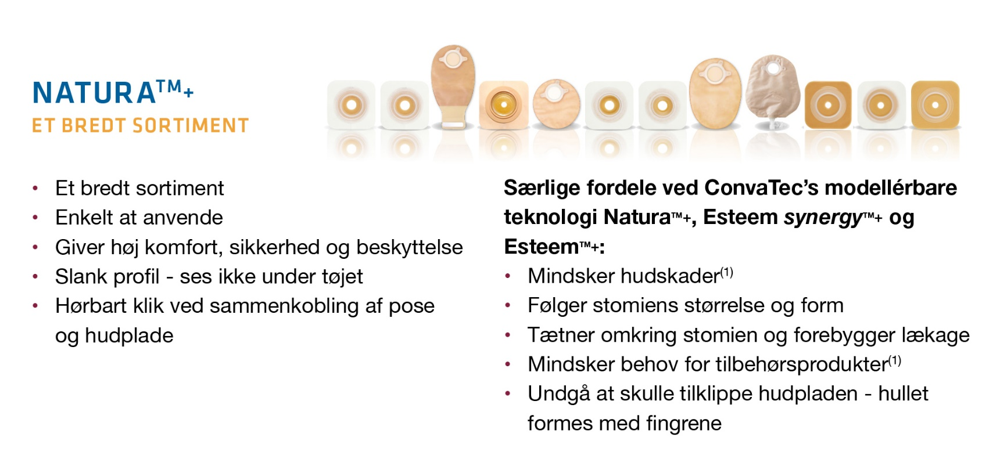 NATURA™+
ET BREDT SORTIMENT
• Et bredt sortiment
• Enkelt at anvende
• Giver høj komfort, sikkerhed og beskyttelse
• Slank profil - ses ikke under tøjet
• Hørbart klik ved sammenkobling af pose
og hudplade
Særlige fordele ved ConvaTec’s modellérbare
teknologi Natura™+, Esteem synergy™+ og
Esteem™+:
• Mindsker hudskader(1)
• Følger stomiens størrelse og form
• Tætner omkring stomien og forebygger lækage
• Mindsker behov for tilbehørsprodukter(1)
• Undgå at skulle tilklippe hudpladen - hullet
formes med fingrene